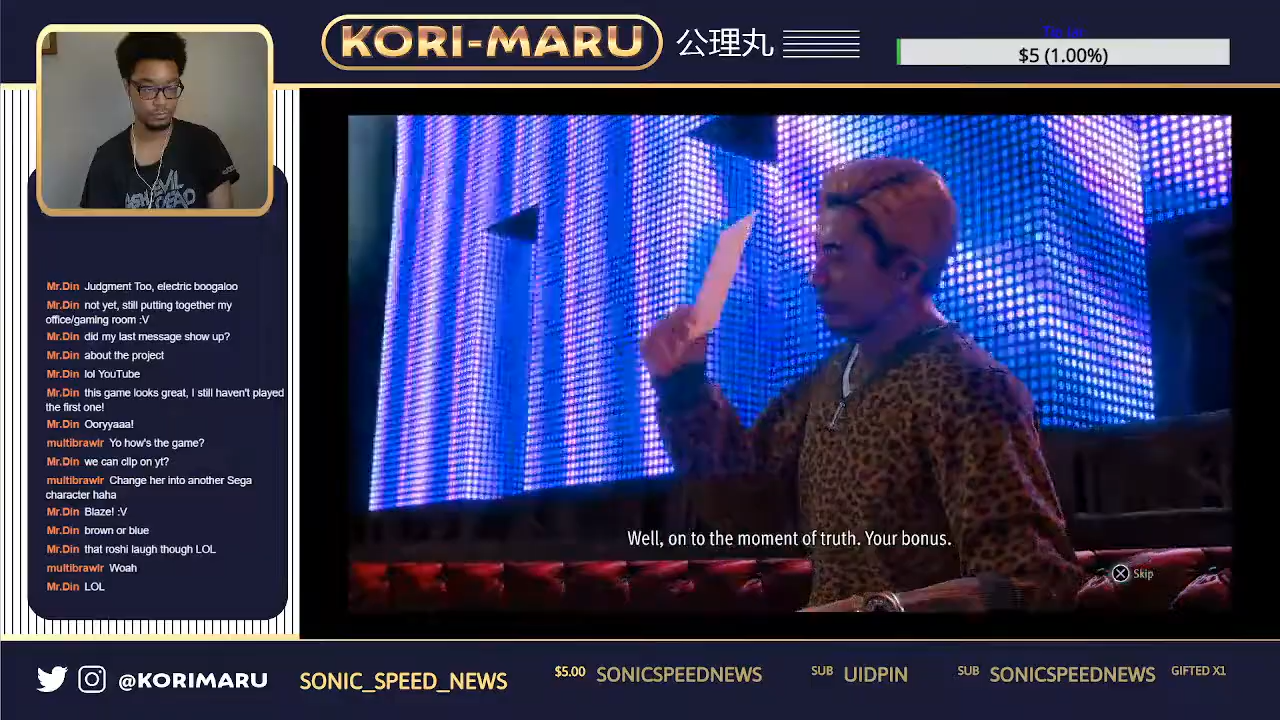 KORI-MARU
公理丸
Tip Jar
$5 (1.00%)
EVIL
DEAD
Mr.Din Judgment Too, electric boogaloo
Mr.Din not yet, still putting together my
office/gaming room :V
Mr.Din did my last message show up?
Mr.Din about the project
Mr.Din lol YouTube
Mr.Din this game looks great, I still haven't played
the first one!
Mr.Din Ooryyaaa!
multibrawlr Yo how's the game?
Mr.Din we can clip on yt?
multibrawlr Change her into another Sega
character haha
Mr.Din Blaze! :V
Mr.Din brown or blue
Mr.Din that roshi laugh though LOL
multibrawlr Woah
Mr.Din LOL
Well, on to the moment of truth. Your bonus.
Skip
@KORIMARU
SONIC_SPEED_NEWS
$5.00 SONICSPEEDNEWS
SUB UIDPIN
SUB SONICSPEEDNEWS GIFTED X1